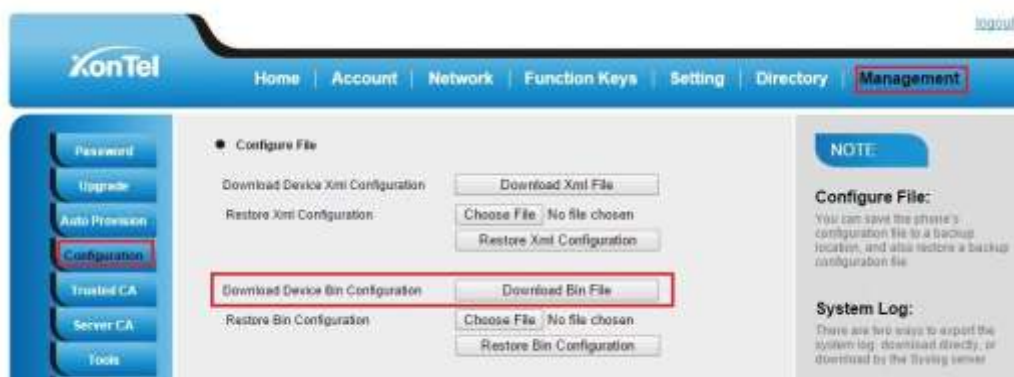 logout
XonTel
Home | Account | Network | Function Keys | Setting | Directory | Management
Password
Upgrade
Auto Provision
Configuration
Trusted CA
Server CA
Tools
Configure File
Download Device Xml Configuration Download Xml File
Restore Xml Configuration Choose File No file chosen
Restore Xml Configuration
Download Device Bin Configuration Download Bin File
Restore Bin Configuration Choose File No file chosen
Restore Bin Configuration
NOTE
Configure File:
You can save the phone's
configuration file to a backup
location, and also restore a backup
configuration file
System Log:
There are two ways to export the
system log: download directly, or
download by the Syslog server